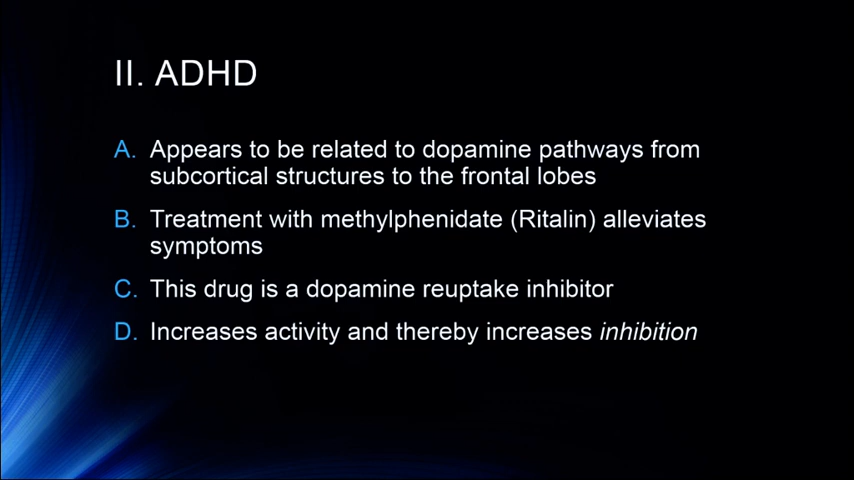 II. ADHD
A. Appears to be related to dopamine pathways from
subcortical structures to the frontal lobes
B. Treatment with methylphenidate (Ritalin) alleviates
symptoms
C. This drug is a dopamine reuptake inhibitor
D. Increases activity and thereby increases inhibition